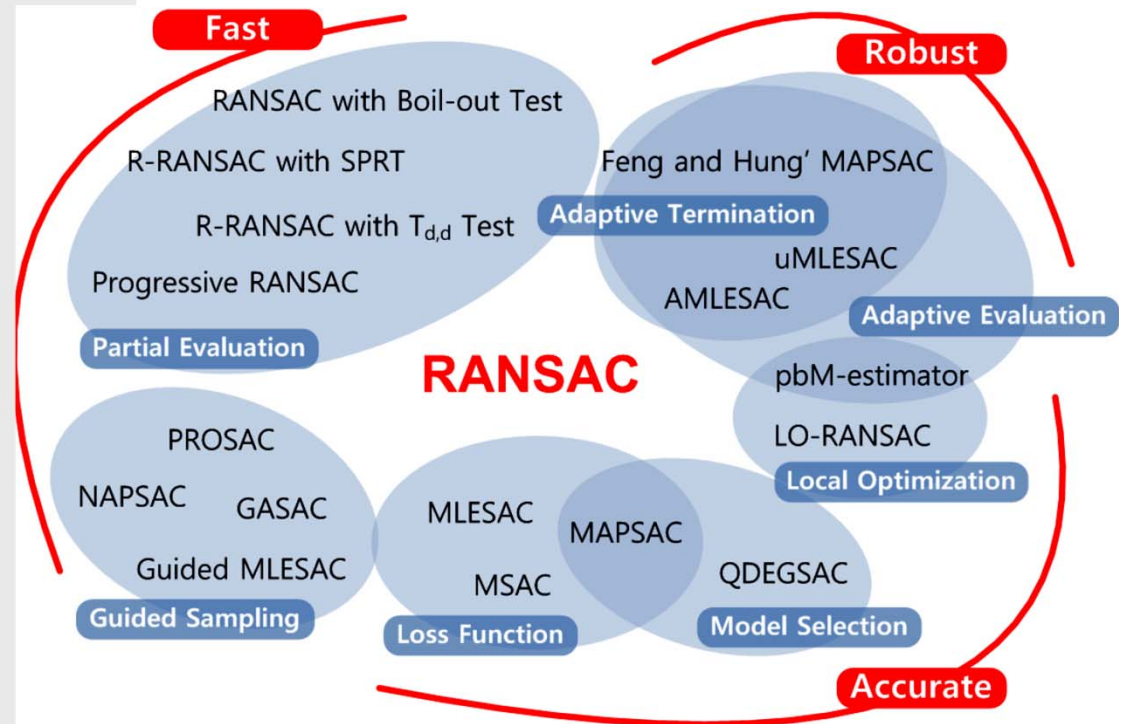 Fast
Robust
RANSAC with Boil-out Test
R-RANSAC with SPRT
Feng and Hung' MAPSAC
R-RANSAC with Td,d Test
Adaptive Termination
uMLESAC
Progressive RANSAC
AMLESAC
Adaptive Evaluation
Partial Evaluation
RANSAC
pbM-estimator
PROSAC
LO-RANSAC
Local Optimization
NAPSAC
GASAC
MLESAC
MAPSAC
Guided MLESAC
MSAC
QDEGSAC
Guided Sampling
Loss Function
Model Selection
Accurate